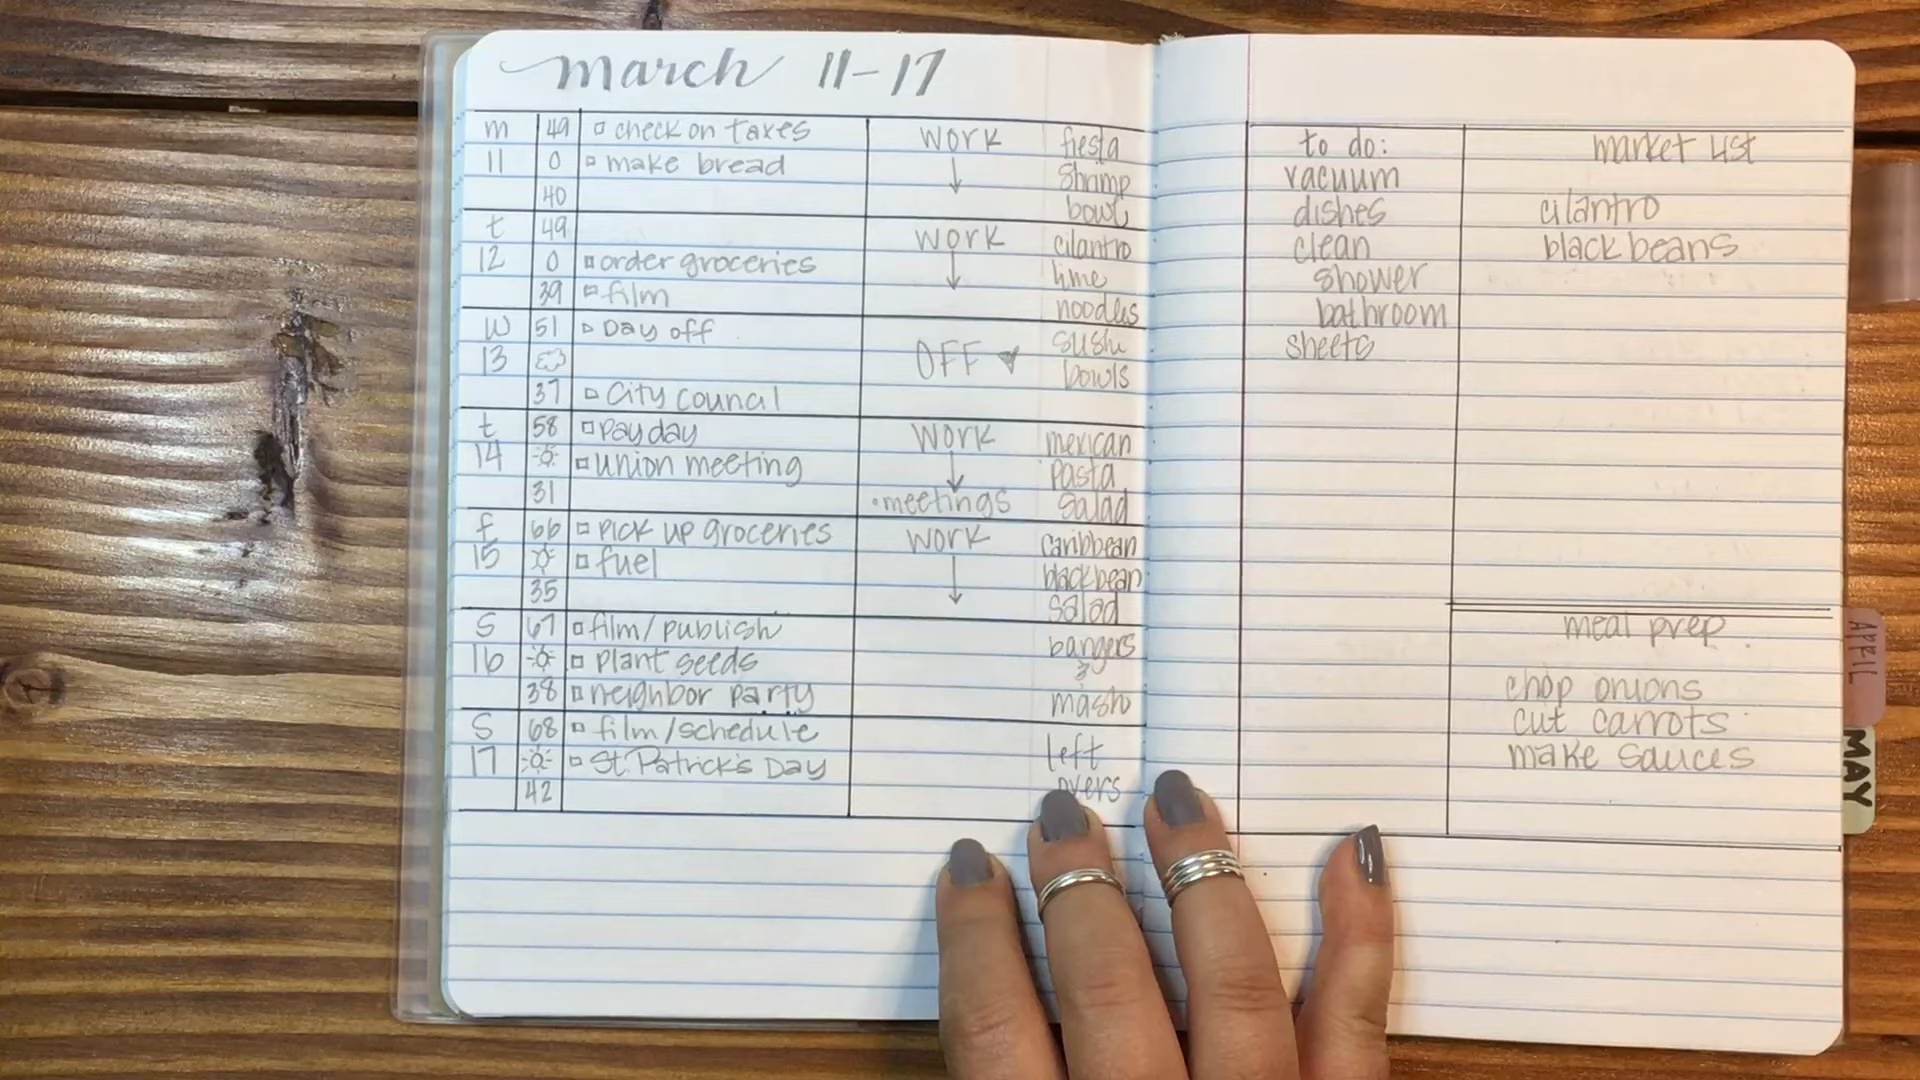 march 11-17
m 49 check on taxes work fiesta
11 0 make bread shrimp
40 bowl
t 49 work cilantro
12 0 order groceries lime
39 film noodles
W 51 Day off sushi
13 OFF bowls
37 City council
t 58 payday work mexican
14 union meeting pasta
31 meetings salad
f 66 pick up groceries work caribbean
15 fuel blackbean
35 salad
S 67 film/publish bangers
16 plant seeds &
38 neighbor party mash
S 68 film/schedule left
17 St. Patrick's Day overs
42
to do:
vacuum
dishes
clean
shower
bathroom
sheets
market list
cilantro
black beans
meal prep
chop onions
cut carrots
make sauces
APRIL
MAY